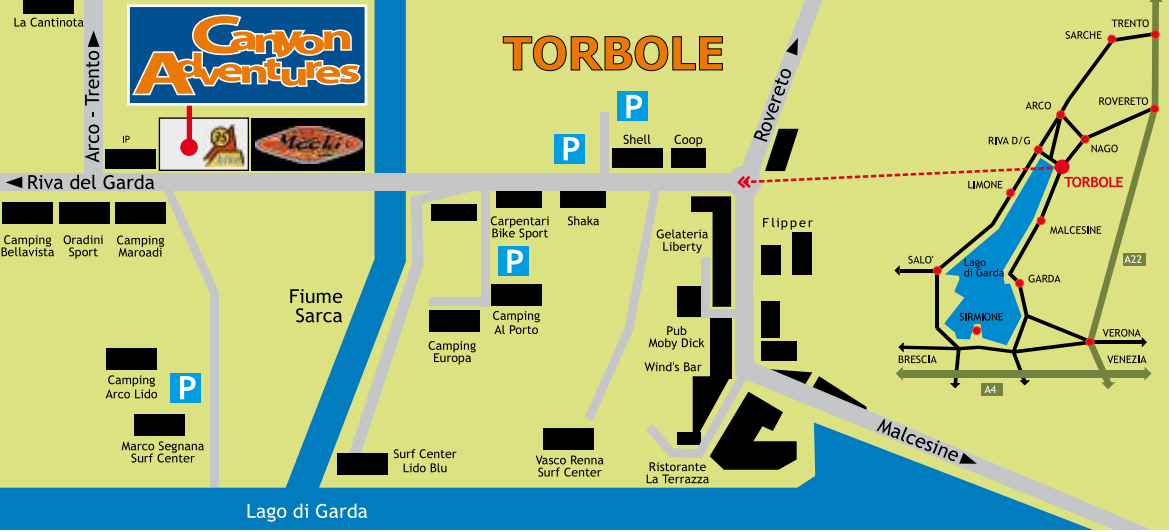 La Cantinota
Arco - Trento
Canyon
Adventures
TORBOLE
P
P
Rovereto
IP
Mecki
Shell
Coop
Riva del Garda
Camping
Bellavista
Oradini
Sport
Camping
Maroadi
Carpentari
Bike Sport
Shaka
P
Gelateria
Liberty
Flipper
Fiume
Sarca
Camping
Al Porto
Camping
Europa
Pub
Moby Dick
Wind's Bar
Camping
Arco Lido
P
Marco Segnana
Surf Center
Surf Center
Lido Blu
Vasco Renna
Surf Center
Ristorante
La Terrazza
Malcesine
Lago di Garda
TRENTO
SARCHE
ARCO
ROVERETO
RIVA D/G
NAGO
LIMONE
TORBOLE
MALCESINE
SALO'
Lago
di Garda
A22
GARDA
SIRMIONE
VERONA
BRESCIA
VENEZIA
A4